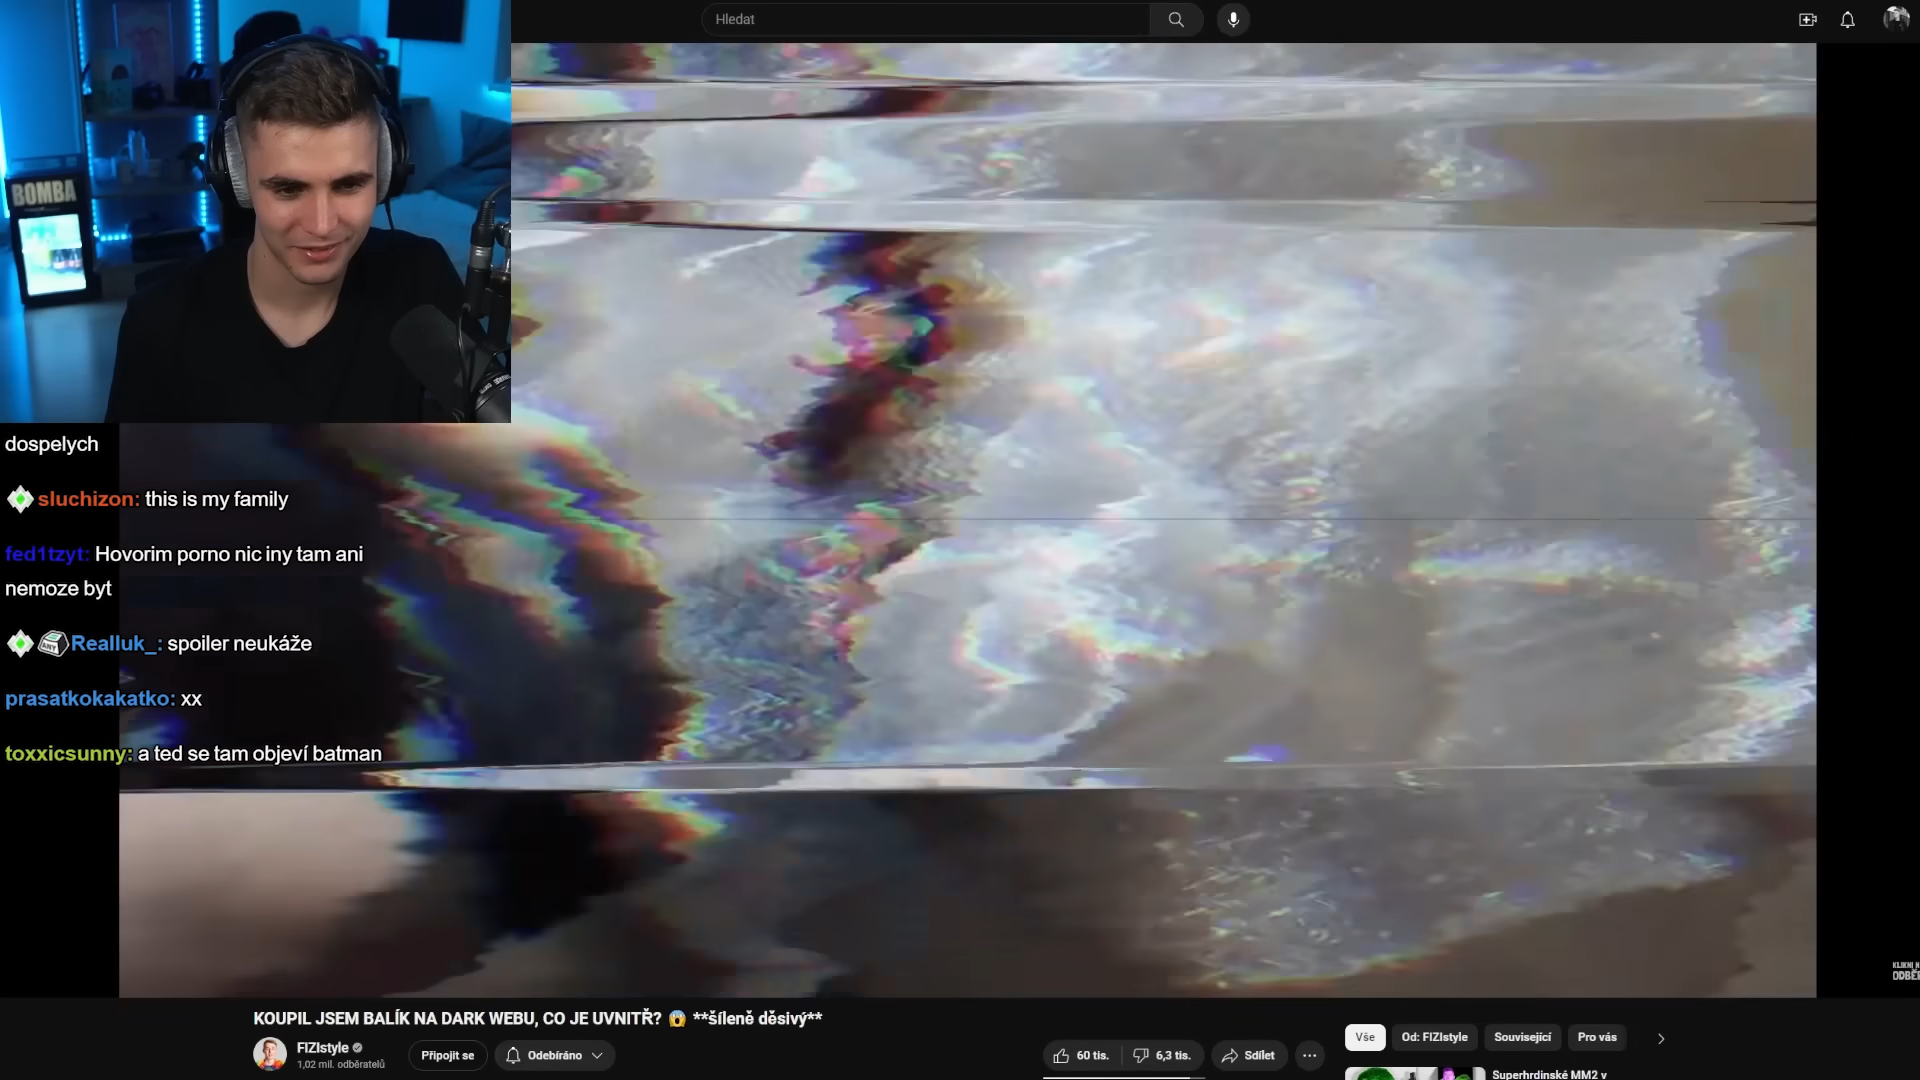 Hledat
BOMBA
dospelych
sluchizon: this is my family
fed1tzyt: Hovorim porno nic iny tam ani
nemoze byt
ANY
Realluk_: spoiler neukáže
prasatkokakatko: xx
toxxicsunny: a ted se tam objeví batman
KLIKNI N
ODBĚ
KOUPIL JSEM BALÍK NA DARK WEBU, CO JE UVNITŘ? 😱 **šíleně děsivý**
FIZIstyle
1,02 mil. odběratelů
Připojit se
Odebíráno
60 tis.
6,3 tis.
Sdílet
Vše
Od: FIZIstyle
Související
Pro vás
Superhrdinské MM2 v